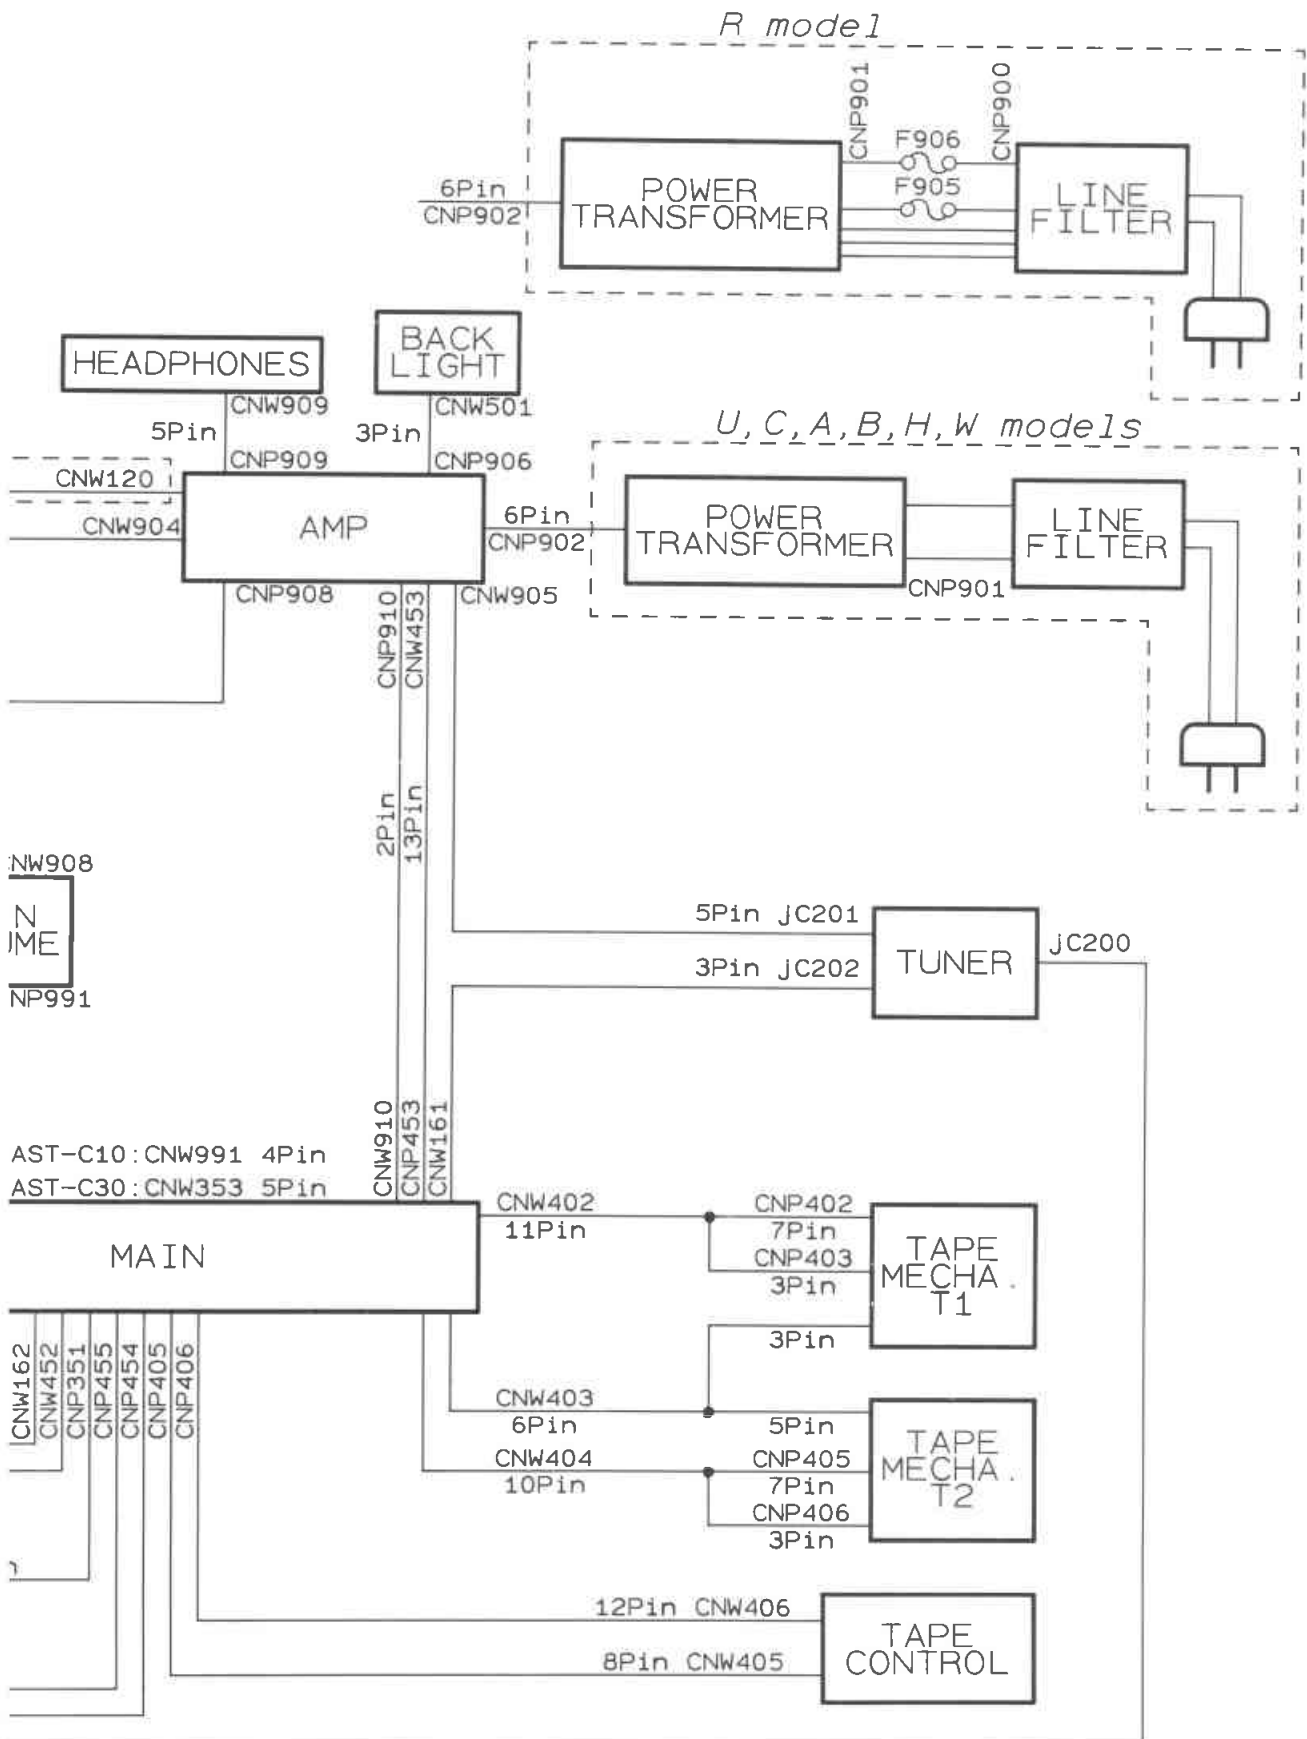 R model
CNP901
CNP900
F906
F905
6Pin
CNP902
POWER
TRANSFORMER
LINE
FILTER
HEADPHONES
BACK
LIGHT
CNW909
5Pin
CNP909
CNW501
3Pin
CNP906
U,C,A,B,H,W models
CNW120
CNW904
AMP
6Pin
CNP902
POWER
TRANSFORMER
CNP901
LINE
FILTER
CNP908
CNP910
CNW453
CNW905
2Pin
13Pin
NW908
N
UME
NP991
5Pin JC201
3Pin JC202
TUNER
JC200
CNW910
CNP453
CNW161
AST-C10:CNW991 4Pin
AST-C30:CNW353 5Pin
MAIN
CNW402
11Pin
CNP402
7Pin
CNP403
3Pin
3Pin
TAPE
MECHA.
T1
CNW162
CNW452
CNP351
CNP455
CNP454
CNP405
CNP406
CNW403
6Pin
5Pin
CNW404
10Pin
CNP405
7Pin
CNP406
3Pin
TAPE
MECHA.
T2
12Pin CNW406
8Pin CNW405
TAPE
CONTROL